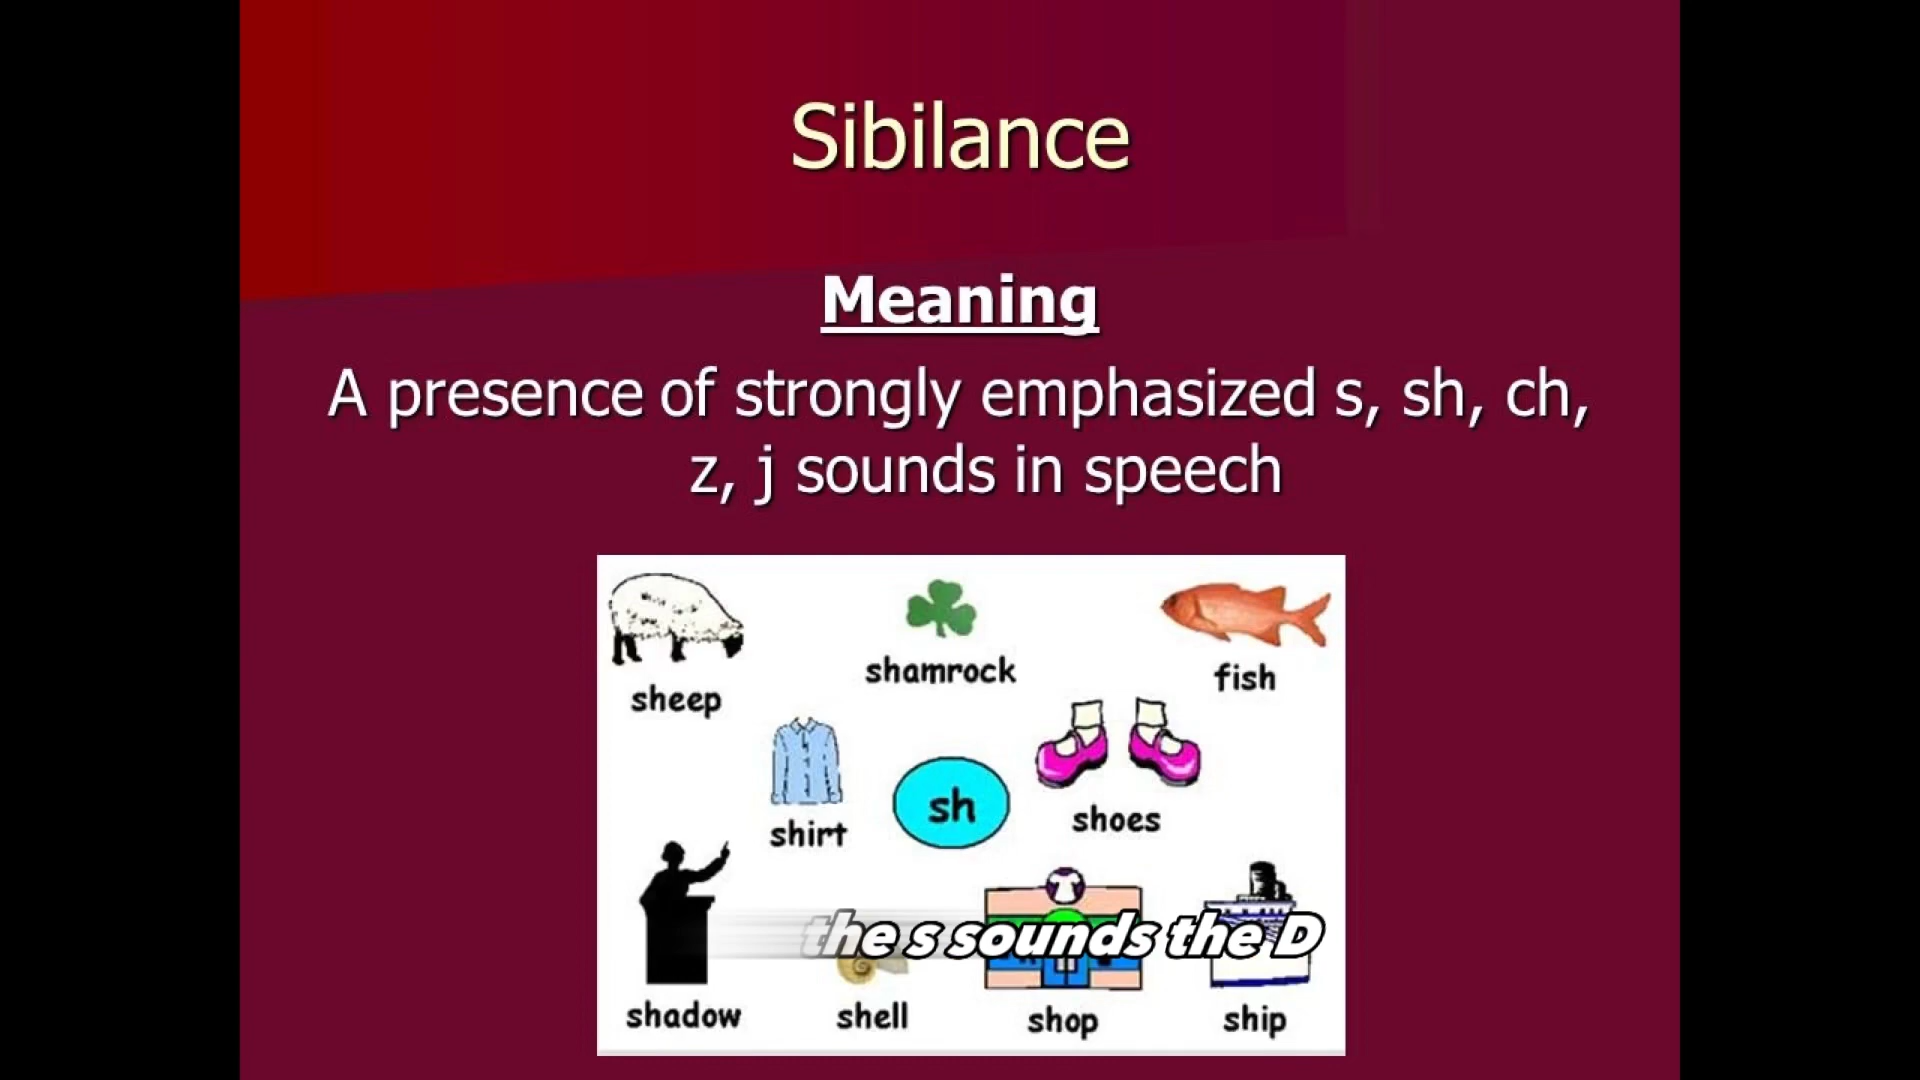 Sibilance
Meaning
A presence of strongly emphasized s, sh, ch,
z, j sounds in speech
sheep
shamrock
fish
shirt
sh
shoes
the s sounds the D
shadow
shell
shop
ship